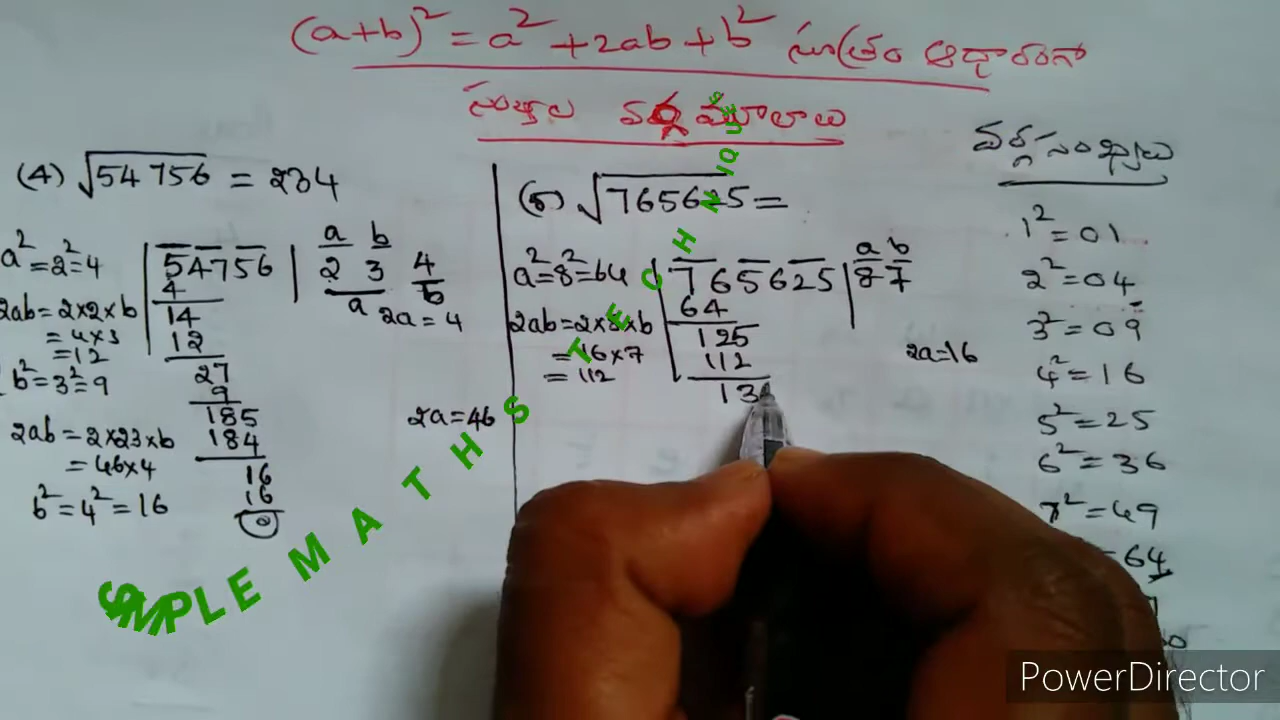 (a+b)² = a² + 2ab + b² సూత్రం ఆధారంగా
సంఖ్యల వర్గమూలాలు
(4) √54756 = 234
a² = 2² = 4
54756
a b
2 3 4
a b
4
2ab = 2×2×b
14
2a = 4
= 4×3
12
= 12
27
b² = 3² = 9
9
185
2a = 46
2ab = 2×23×b
184
= 46×4
16
b² = 4² = 16
16
0
(5) √765625 =
a² = 8² = 64
765625
a b
8 7
64
2ab = 2×8×b
125
= 16×7
112
2a = 16
= 112
13
వర్గ సంఖ్యలు
1² = 01
2² = 04
3² = 09
4² = 16
5² = 25
6² = 36
7² = 49
= 64
SIMPLE MATHS TECHNIQUES
PowerDirector